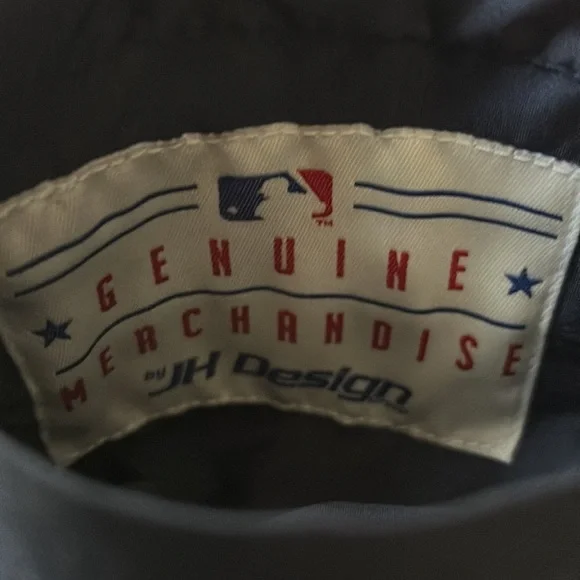 TM
GENUINE
MERCHANDISE
by JH Design